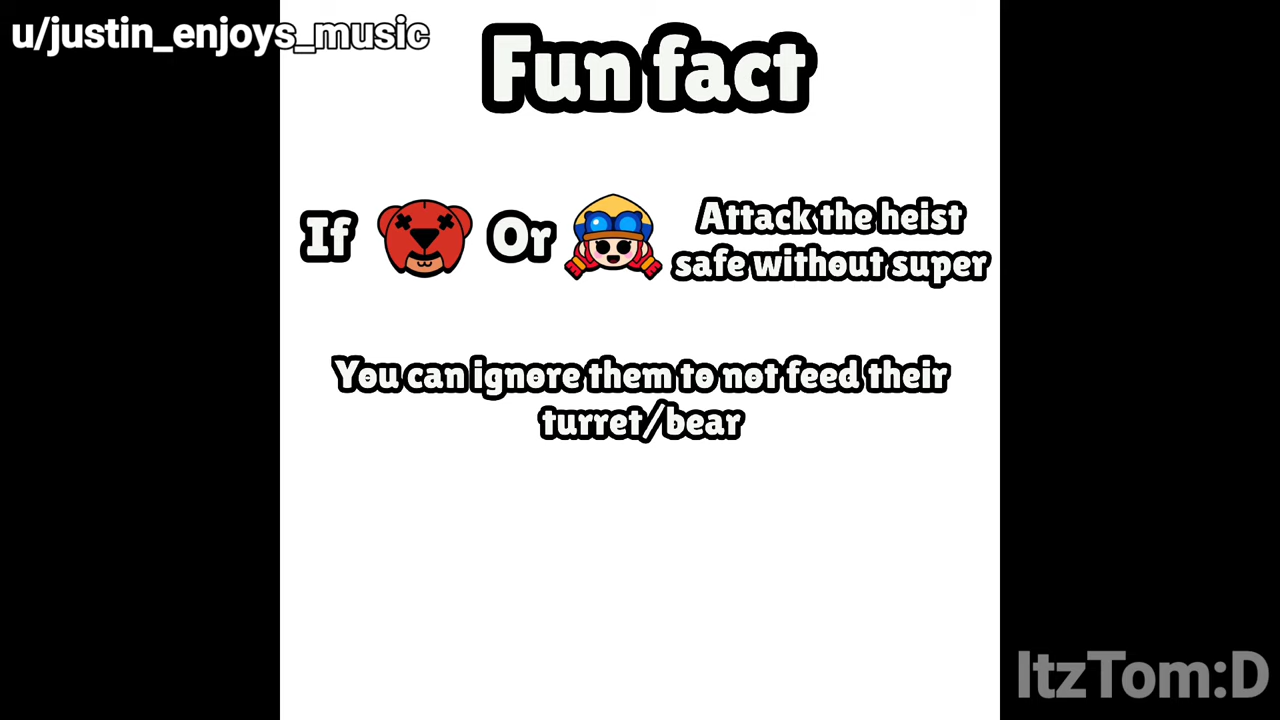 u/justin_enjoys_music
Fun fact
If Or Attack the heist
safe without super
You can ignore them to not feed their
turret/bear
ItzTom:D